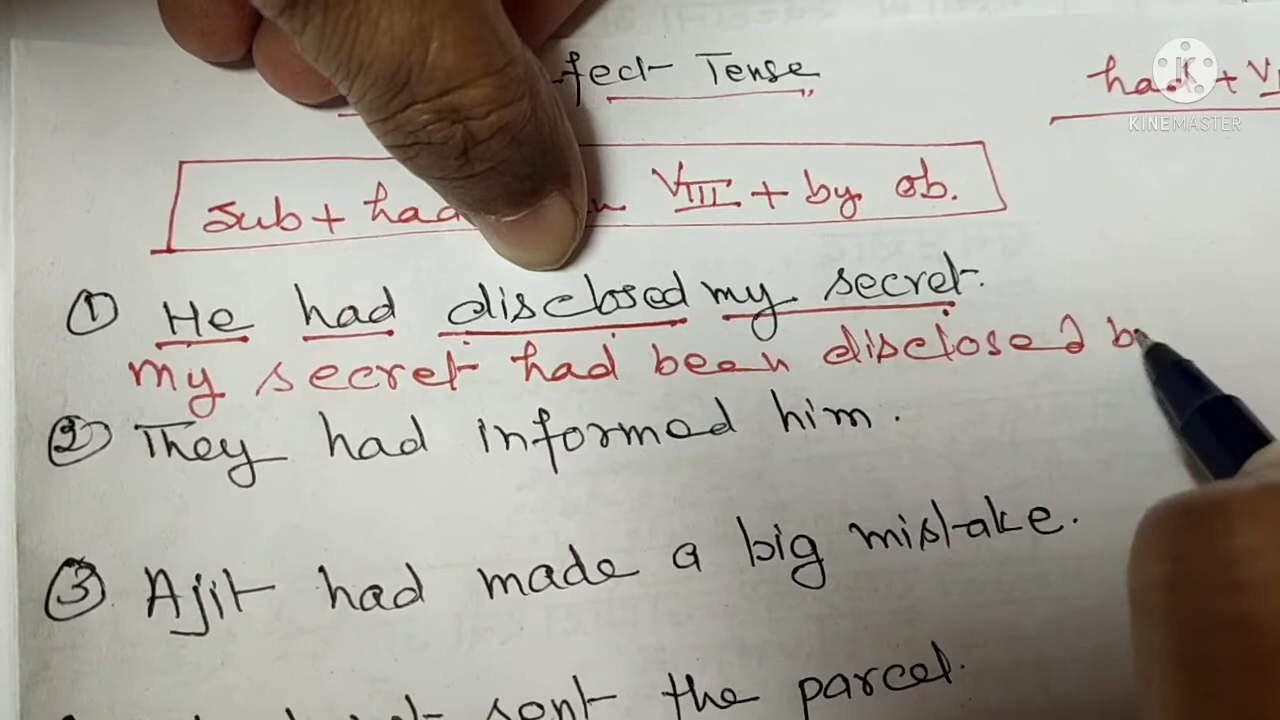 Tense had + V
KINEMASTER
Sub + had VIII + by ob.
① He had disclosed my secret.
my secret had been disclosed b
② They had informed him.
③ Ajit had made a big mistake.
sent the parcel.